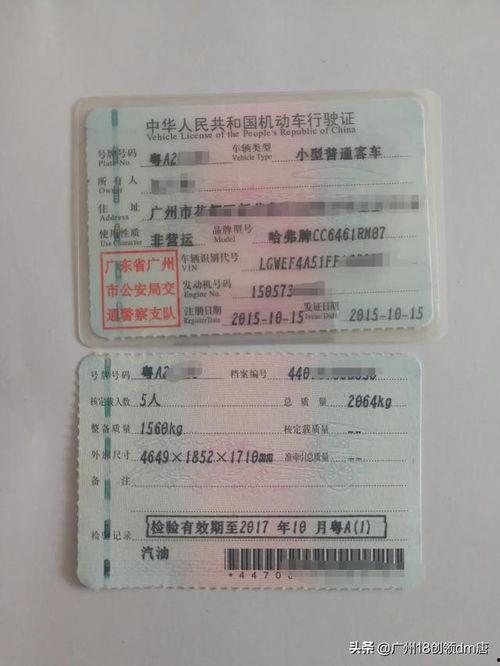 中华人民共和国机动车行驶证
Vehicle License of the People's Republic of China
号牌号码 粤A2 车辆类型 小型普通客车
Plate No. Vehicle Type
所有人
Owner
住址 广州市
Address
使用性质 非营运 品牌型号 哈弗牌CC6461RM07
Use Character Model
广东省广州市公安局交通警察支队
车辆识别代号 LGWEF4A51FF
VIN
发动机号码 150573
Engine No.
注册日期 2015-10-15 发证日期 2015-10-15
Register Date Issue Date
号牌号码 粤A2 档案编号 440
核定载人数 5人 总质量 2064kg
整备质量 1560kg 核定载质量 --
外廓尺寸 4649×1852×1710mm 准牵引总质量 --
备注
检验记录 检验有效期至2017年10月粤A(1)
汽油
*4470
头条 @广州18创领dm店